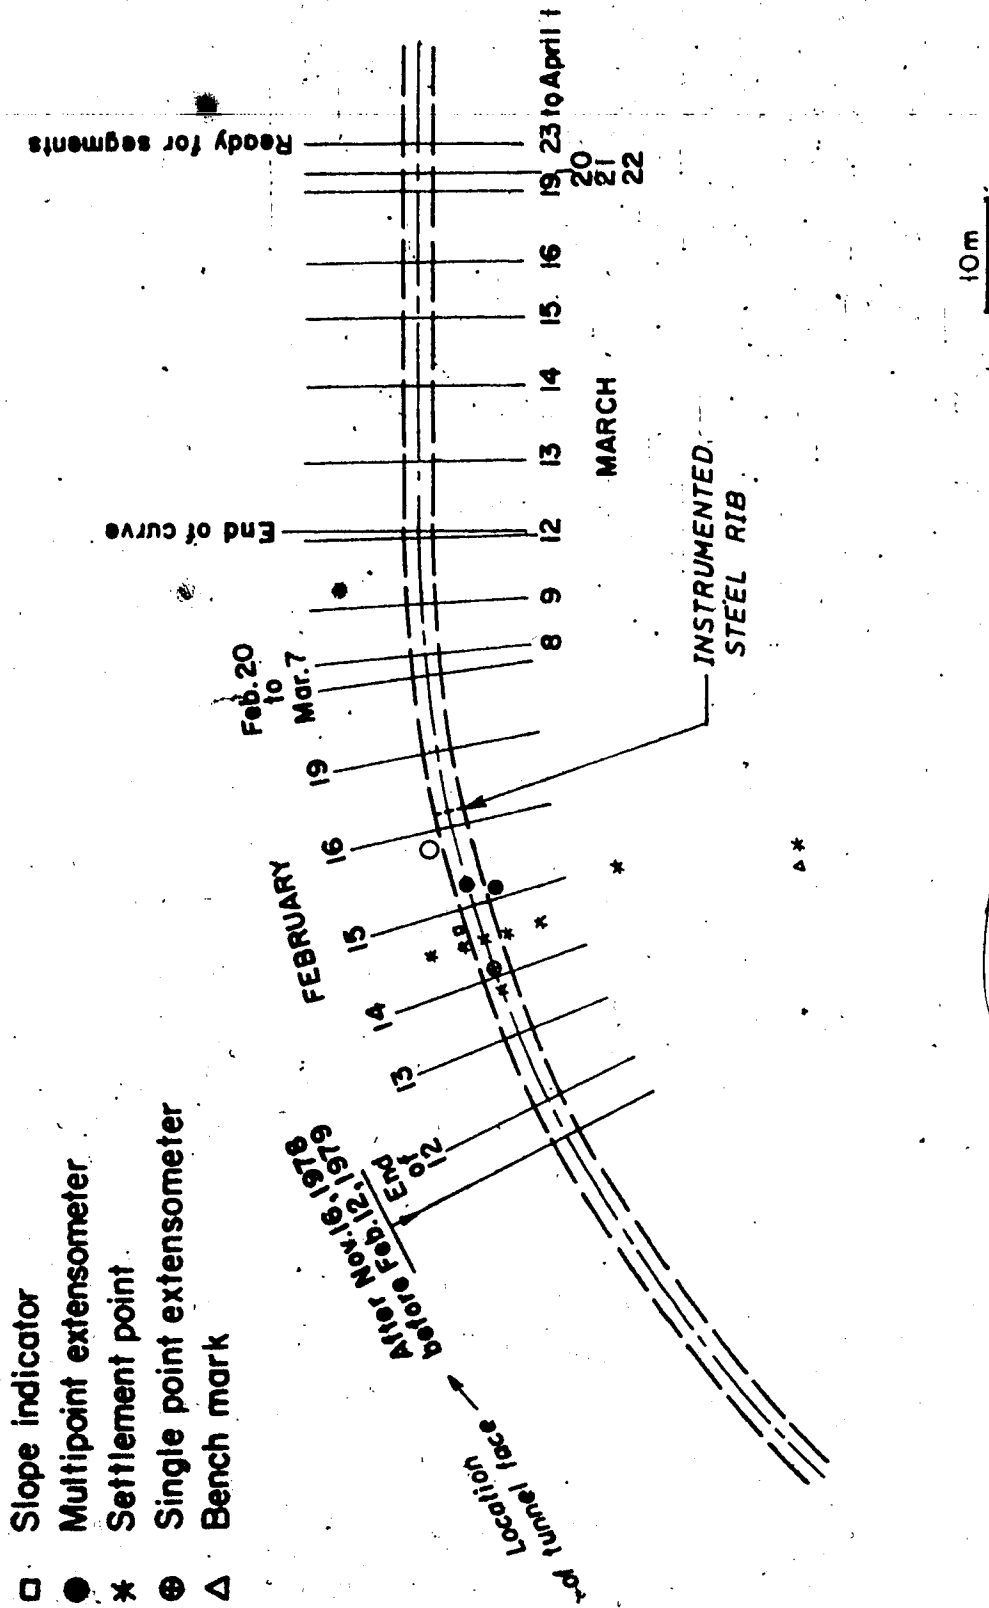 Slope indicator
Multipoint extensometer
Settlement point
Single point extensometer
Bench mark
Location
of tunnel face
After Nov. 16, 1978
before Feb. 12, 1979
End
of
12
13
14
15
16
19
FEBRUARY
Feb. 20
to
Mar. 7
8
9
12
13
14
15
16
19
20
21
22
23 to April 1
MARCH
End of curve
Ready for segments
INSTRUMENTED
STEEL RIB
10m